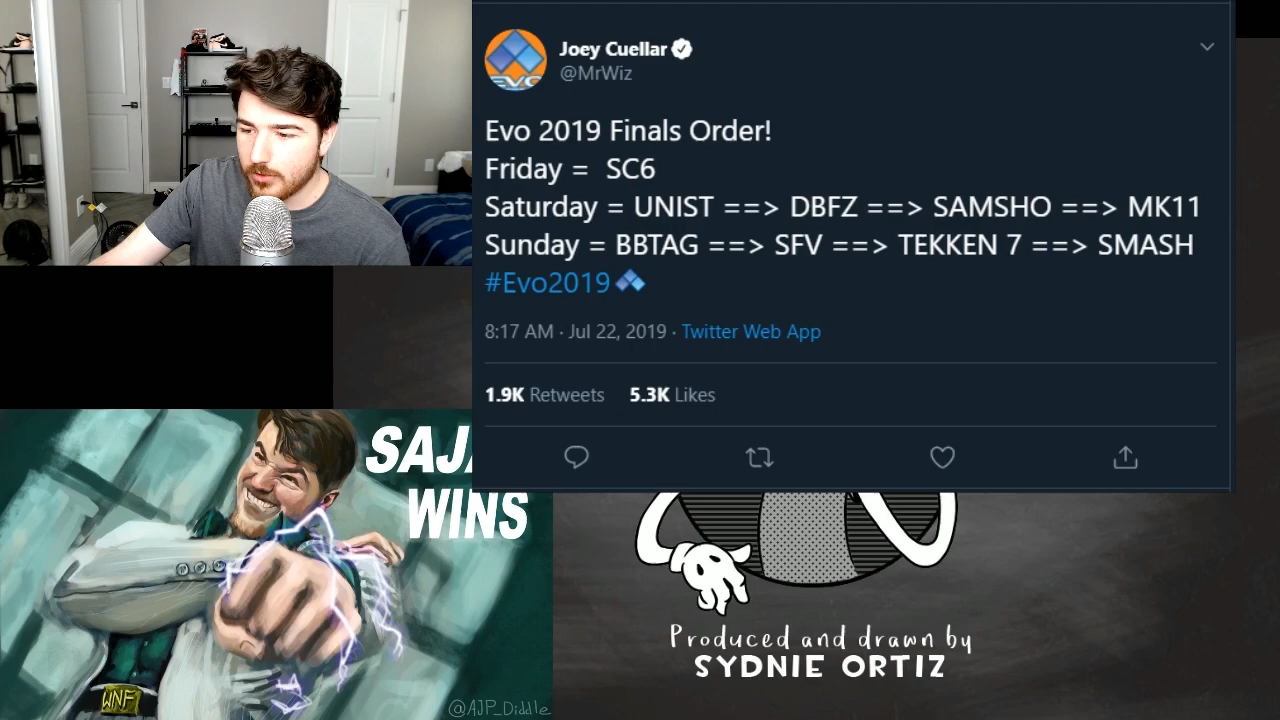 EVO
Joey Cuellar
@MrWiz
Evo 2019 Finals Order!
Friday = SC6
Saturday = UNIST ==> DBFZ ==> SAMSHO ==> MK11
Sunday = BBTAG ==> SFV ==> TEKKEN 7 ==> SMASH
#Evo2019
8:17 AM · Jul 22, 2019 · Twitter Web App
1.9K Retweets 5.3K Likes
WINS
WNF
@AJP_Diddle
Produced and drawn by
SYDNIE ORTIZ